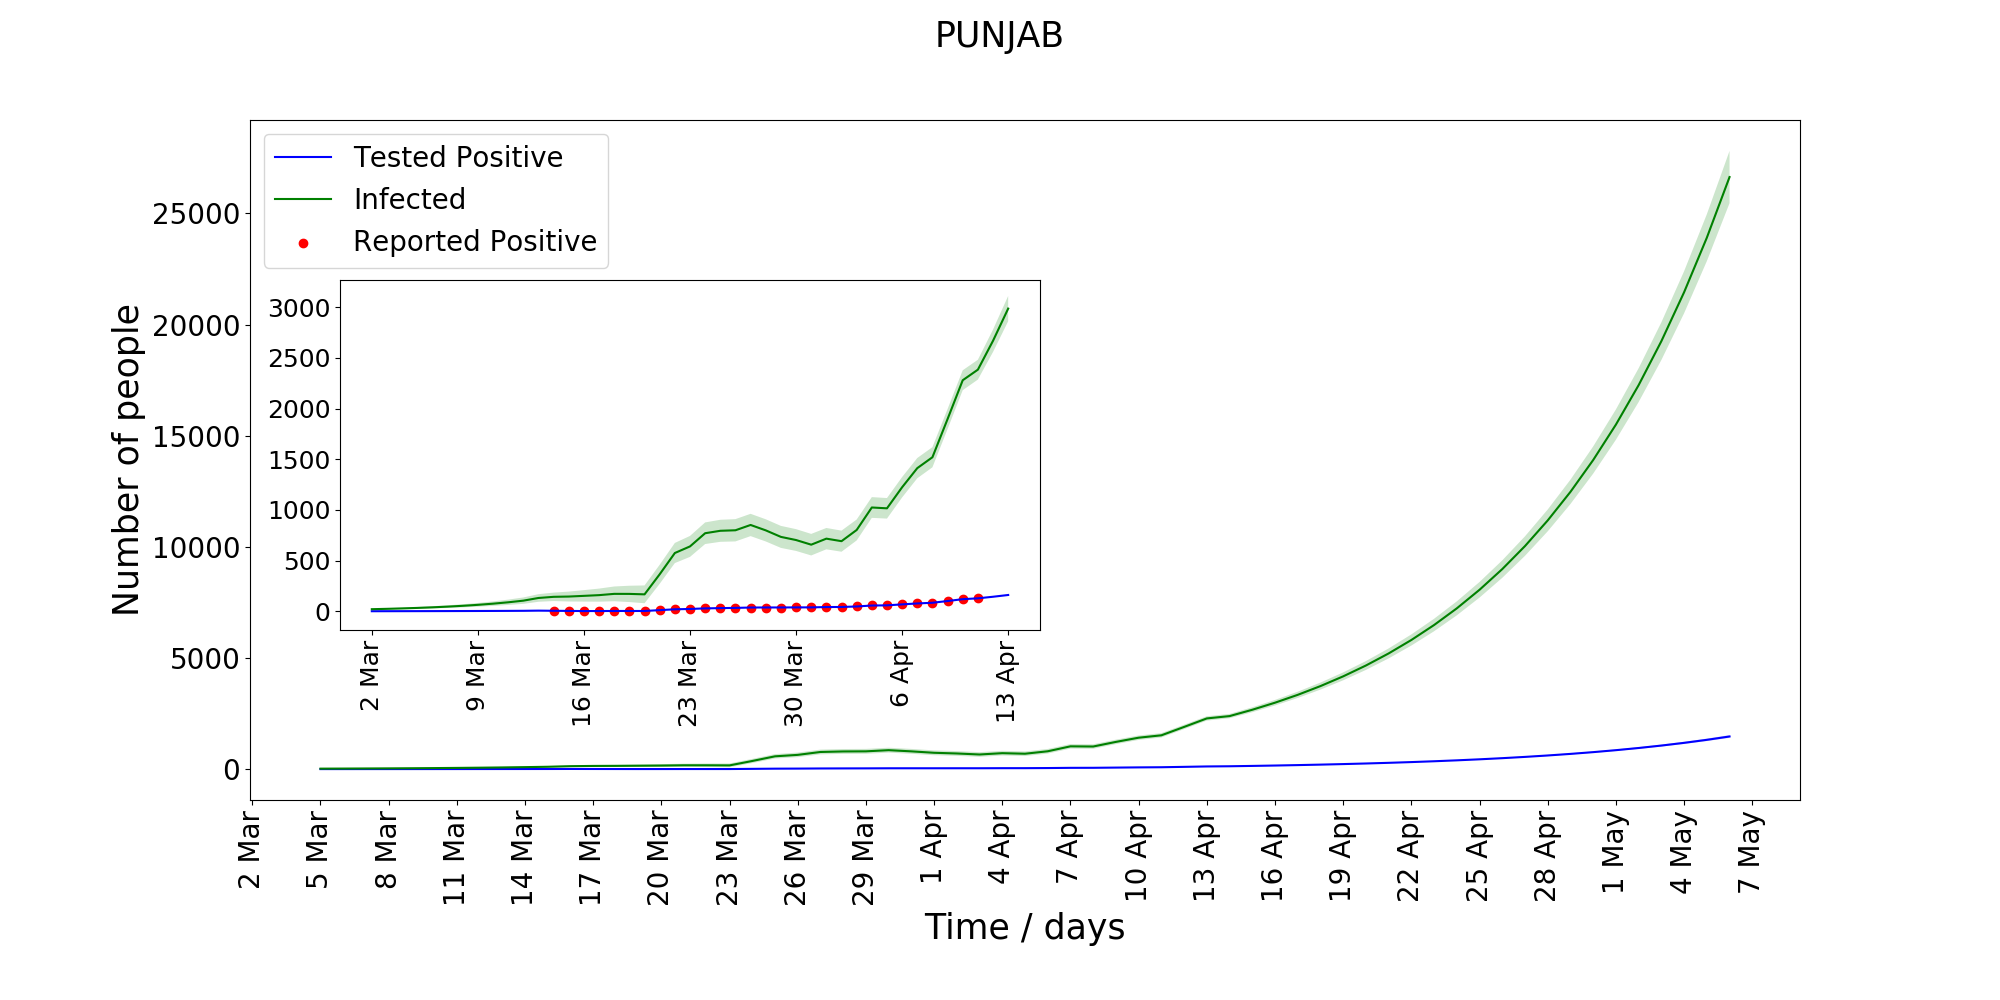 PUNJAB
Tested Positive
Infected
Reported Positive
Number of people
25000
20000
15000
10000
5000
0
3000
2500
2000
1500
1000
500
0
2 Mar
9 Mar
16 Mar
23 Mar
30 Mar
6 Apr
13 Apr
2 Mar
5 Mar
8 Mar
11 Mar
14 Mar
17 Mar
20 Mar
23 Mar
26 Mar
29 Mar
1 Apr
4 Apr
7 Apr
10 Apr
13 Apr
16 Apr
19 Apr
22 Apr
25 Apr
28 Apr
1 May
4 May
7 May
Time / days